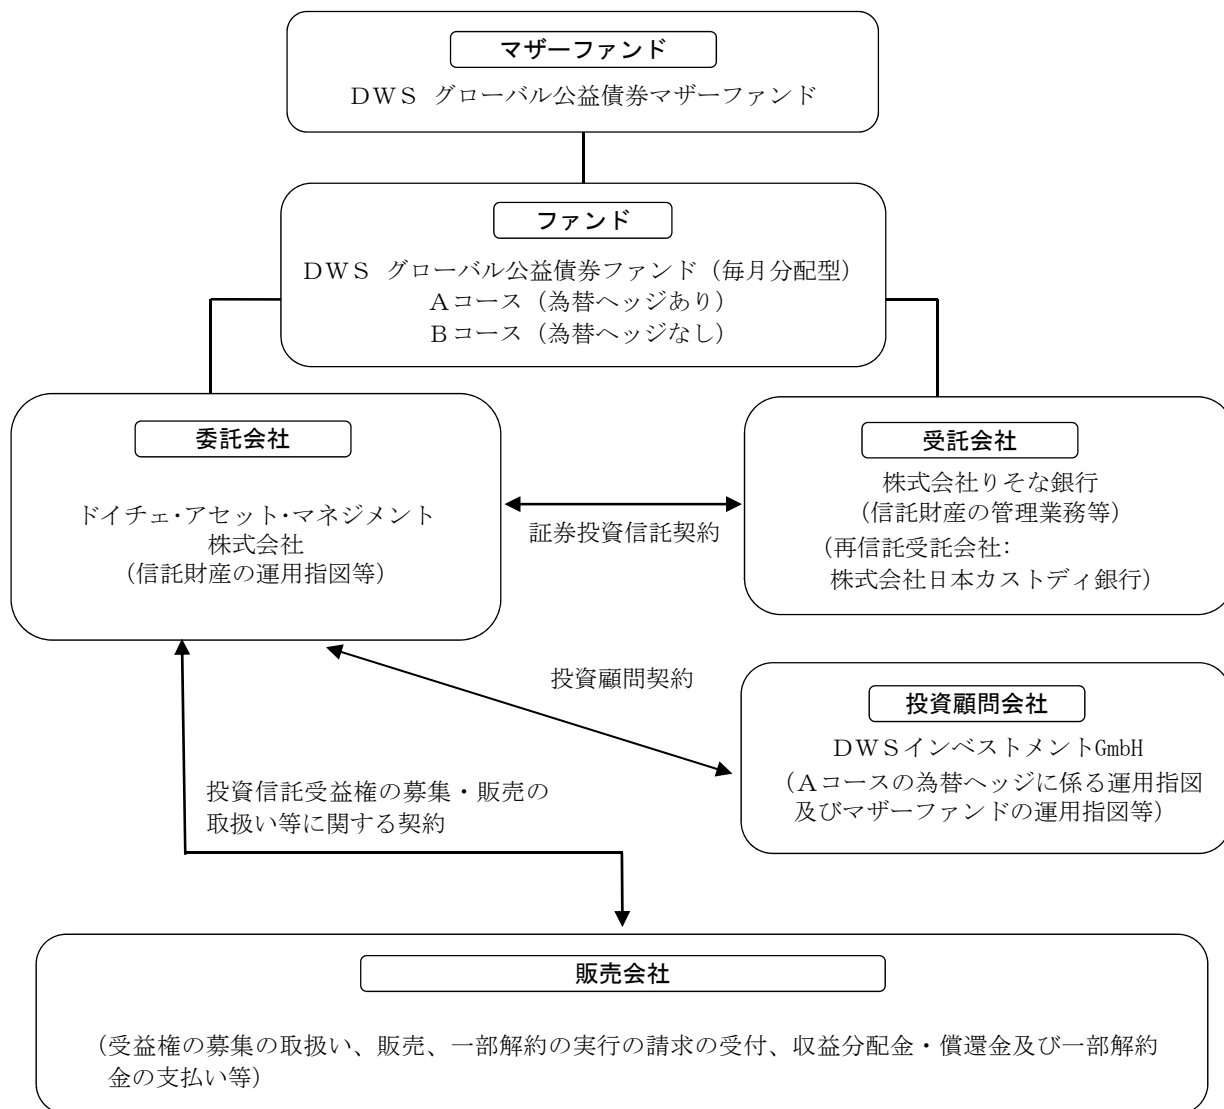 マザーファンド
DWS グローバル公益債券マザーファンド
ファンド
DWS グローバル公益債券ファンド（毎月分配型）
Aコース（為替ヘッジあり）
Bコース（為替ヘッジなし）
委託会社
ドイチェ・アセット・マネジメント
株式会社
（信託財産の運用指図等）
証券投資信託契約
受託会社
株式会社りそな銀行
（信託財産の管理業務等）
（再信託受託会社：
株式会社日本カストディ銀行）
投資顧問契約
投資顧問会社
DWSインベストメントGmbH
（Aコースの為替ヘッジに係る運用指図
及びマザーファンドの運用指図等）
投資信託受益権の募集・販売の
取扱い等に関する契約
販売会社
（受益権の募集の取扱い、販売、一部解約の実行の請求の受付、収益分配金・償還金及び一部解約
金の支払い等）